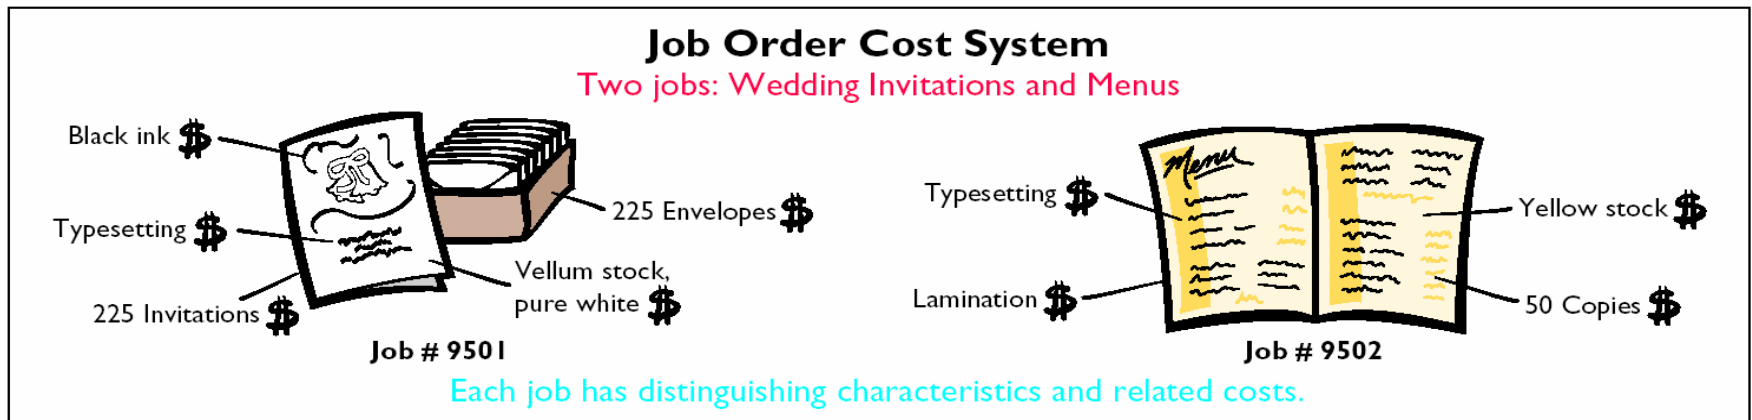 Job Order Cost System
Two jobs: Wedding Invitations and Menus
Black ink $
Typesetting $
225 Invitations $
225 Envelopes $
Vellum stock,
pure white $
Job # 9501
Menu
Typesetting $
Lamination $
Yellow stock $
50 Copies $
Job # 9502
Each job has distinguishing characteristics and related costs.